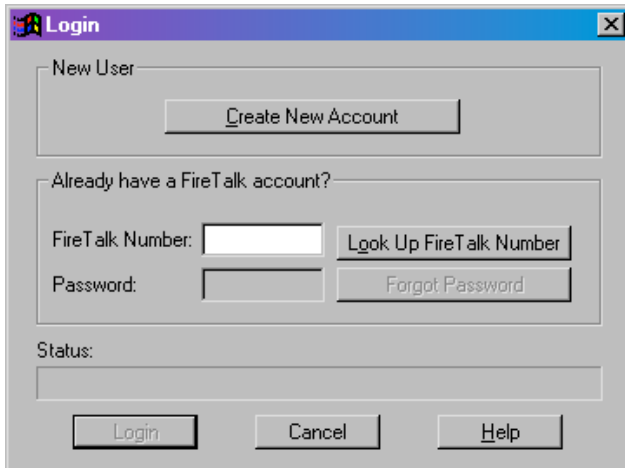 Login
New User
Create New Account
Already have a FireTalk account?
FireTalk Number:
Look Up FireTalk Number
Password:
Forgot Password
Status:
Login Cancel Help